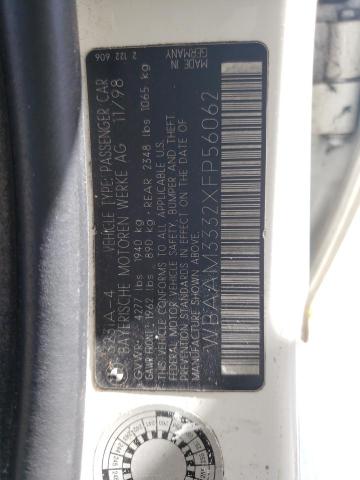 8261A-4 VEHICLE TYPE: PASSENGER CAR 2 122 606
BAYERISCHE MOTOREN WERKE AG 11/98 GERMANY
GVWR: 4277 lbs 1940 kg
GAWR FRONT: 1962 lbs 890 kg, REAR 2348 lbs 1065 kg
THIS VEHICLE CONFORMS TO ALL APPLICABLE U.S.
FEDERAL MOTOR VEHICLE SAFETY, BUMPER AND THEFT
PREVENTION STANDARDS IN EFFECT ON THE DATE OF
MANUFACTURE SHOWN ABOVE.
WBAAM3332XFP56062